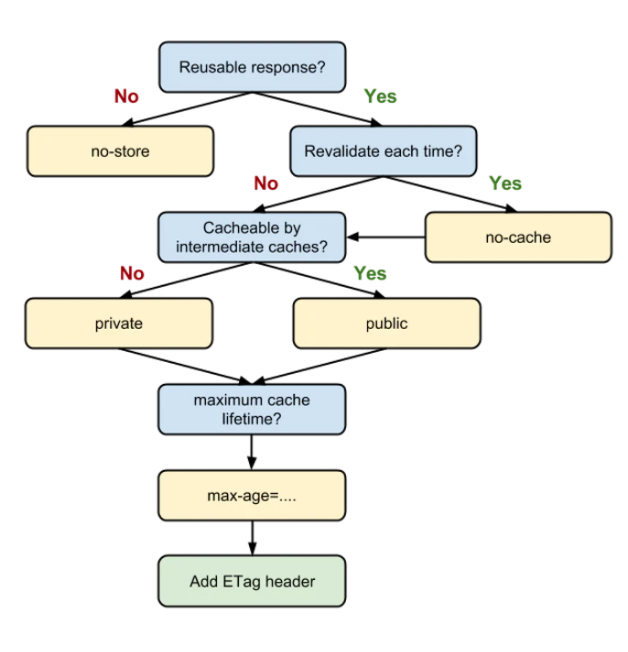 Reusable response?
No
Yes
no-store
Revalidate each time?
No
Yes
Cacheable by
intermediate caches?
no-cache
No
Yes
private
public
maximum cache
lifetime?
max-age=....
Add ETag header